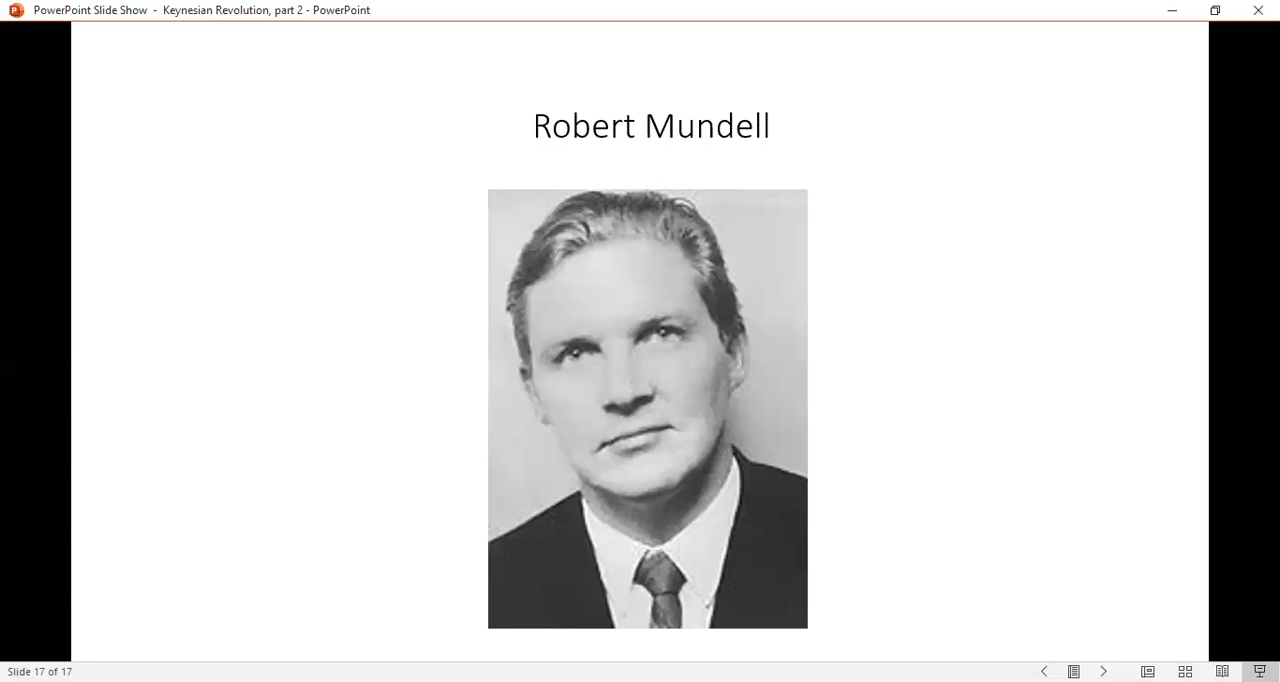 PowerPoint Slide Show - Keynesian Revolution, part 2 - PowerPoint
Robert Mundell
Slide 17 of 17